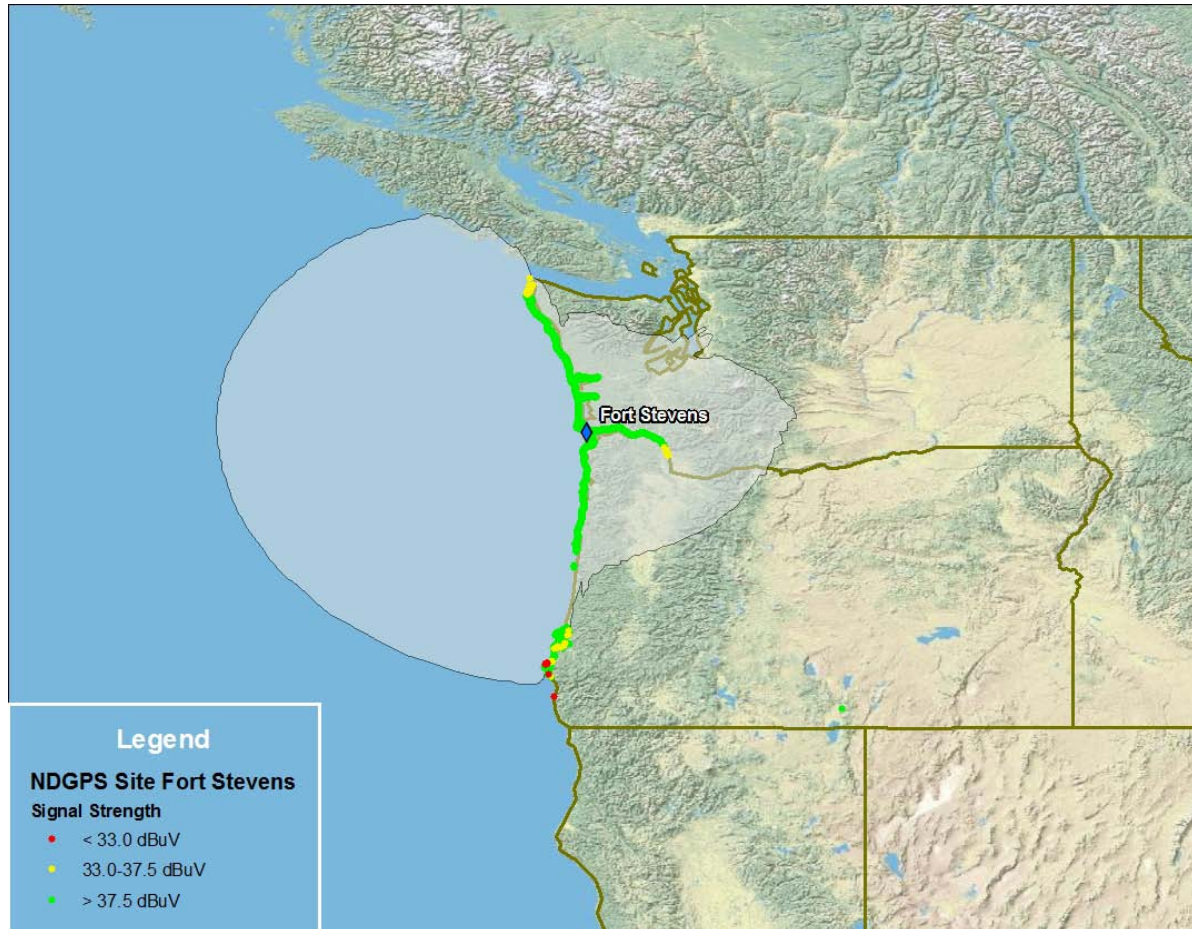 Fort Stevens
Legend
NDGPS Site Fort Stevens
Signal Strength
< 33.0 dBuV
33.0-37.5 dBuV
> 37.5 dBuV